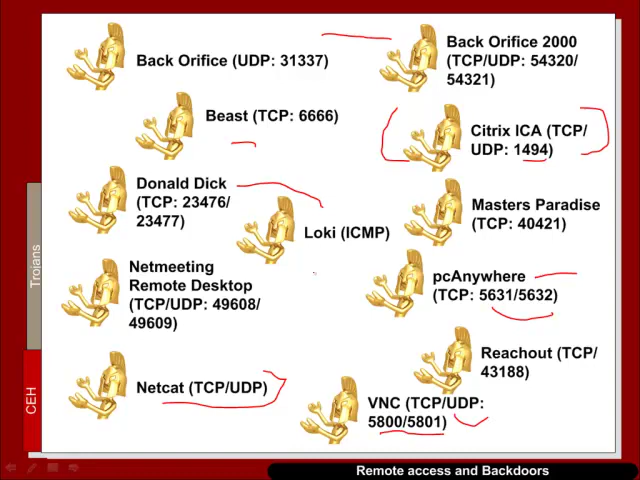 Back Orifice (UDP: 31337)
Back Orifice 2000
(TCP/UDP: 54320/
54321)
Beast (TCP: 6666)
Citrix ICA (TCP/
UDP: 1494)
Donald Dick
(TCP: 23476/
23477)
Loki (ICMP)
Masters Paradise
(TCP: 40421)
Netmeeting
Remote Desktop
(TCP/UDP: 49608/
49609)
pcAnywhere
(TCP: 5631/5632)
Reachout (TCP/
43188)
Netcat (TCP/UDP)
VNC (TCP/UDP:
5800/5801)
Trojans
CEH
Remote access and Backdoors